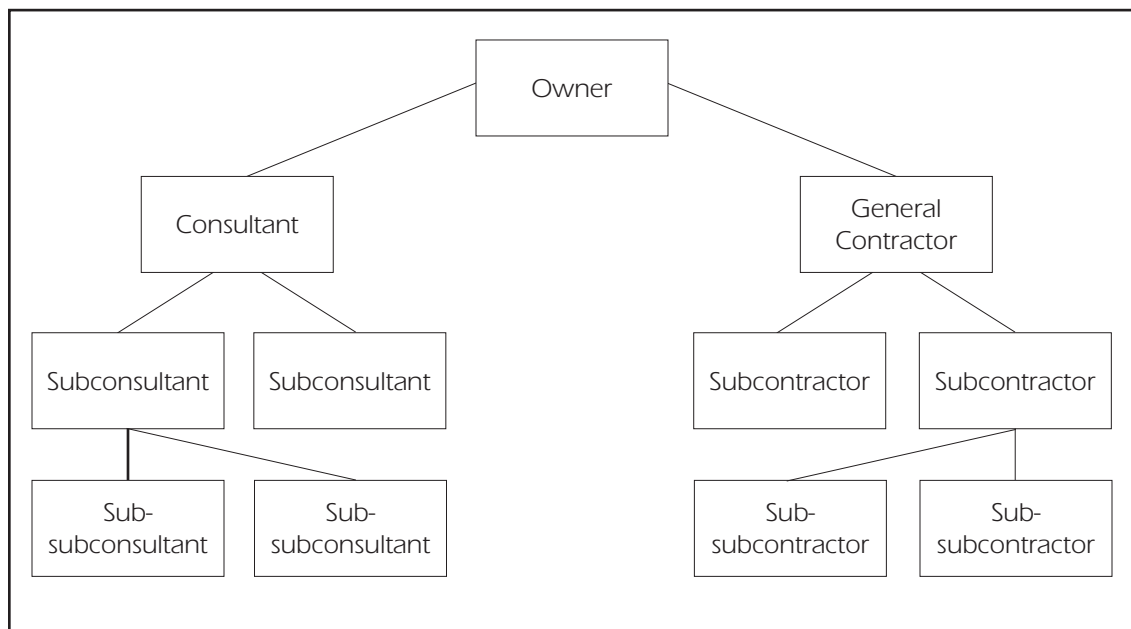 Owner
Consultant
General
Contractor
Subconsultant
Subconsultant
Subcontractor
Subcontractor
Sub-
subconsultant
Sub-
subconsultant
Sub-
subcontractor
Sub-
subcontractor